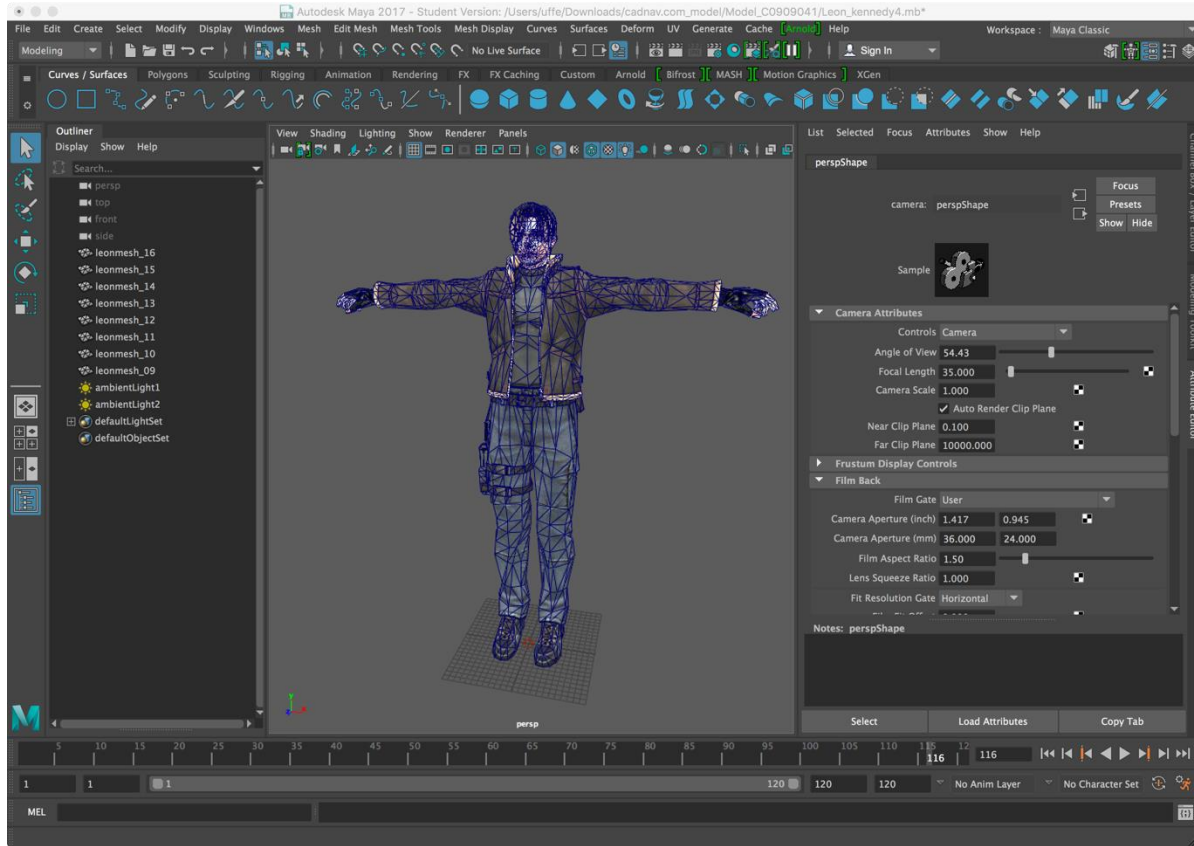 Autodesk Maya 2017 - Student Version: /Users/uffe/Downloads/cadnav.com_model/Model_C0909041/Leon_kennedy4.mb*
File Edit Create Select Modify Display Windows Mesh Edit Mesh Mesh Tools Mesh Display Curves Surfaces Deform UV Generate Cache [Arnold] Help Workspace : Maya Classic
Modeling No Live Surface Sign In
Curves / Surfaces Polygons Sculpting Rigging Animation Rendering FX FX Caching Custom Arnold [ Bifrost ][ MASH ][ Motion Graphics ] XGen
Outliner
Display Show Help
Search...
persp
top
front
side
leonmesh_16
leonmesh_15
leonmesh_14
leonmesh_13
leonmesh_12
leonmesh_11
leonmesh_10
leonmesh_09
ambientLight1
ambientLight2
defaultLightSet
defaultObjectSet
View Shading Lighting Show Renderer Panels
persp
List Selected Focus Attributes Show Help
perspShape
camera: perspShape
Focus
Presets
Show Hide
Sample
Camera Attributes
Controls Camera
Angle of View 54.43
Focal Length 35.000
Camera Scale 1.000
Auto Render Clip Plane
Near Clip Plane 0.100
Far Clip Plane 10000.000
Frustum Display Controls
Film Back
Film Gate User
Camera Aperture (inch) 1.417 0.945
Camera Aperture (mm) 36.000 24.000
Film Aspect Ratio 1.50
Lens Squeeze Ratio 1.000
Fit Resolution Gate Horizontal
Notes: perspShape
Select Load Attributes Copy Tab
5 10 15 20 25 30 35 40 45 50 55 60 65 70 75 80 85 90 95 100 105 110 115 12 116
116
1 1 1 120 120 120 No Anim Layer No Character Set
MEL